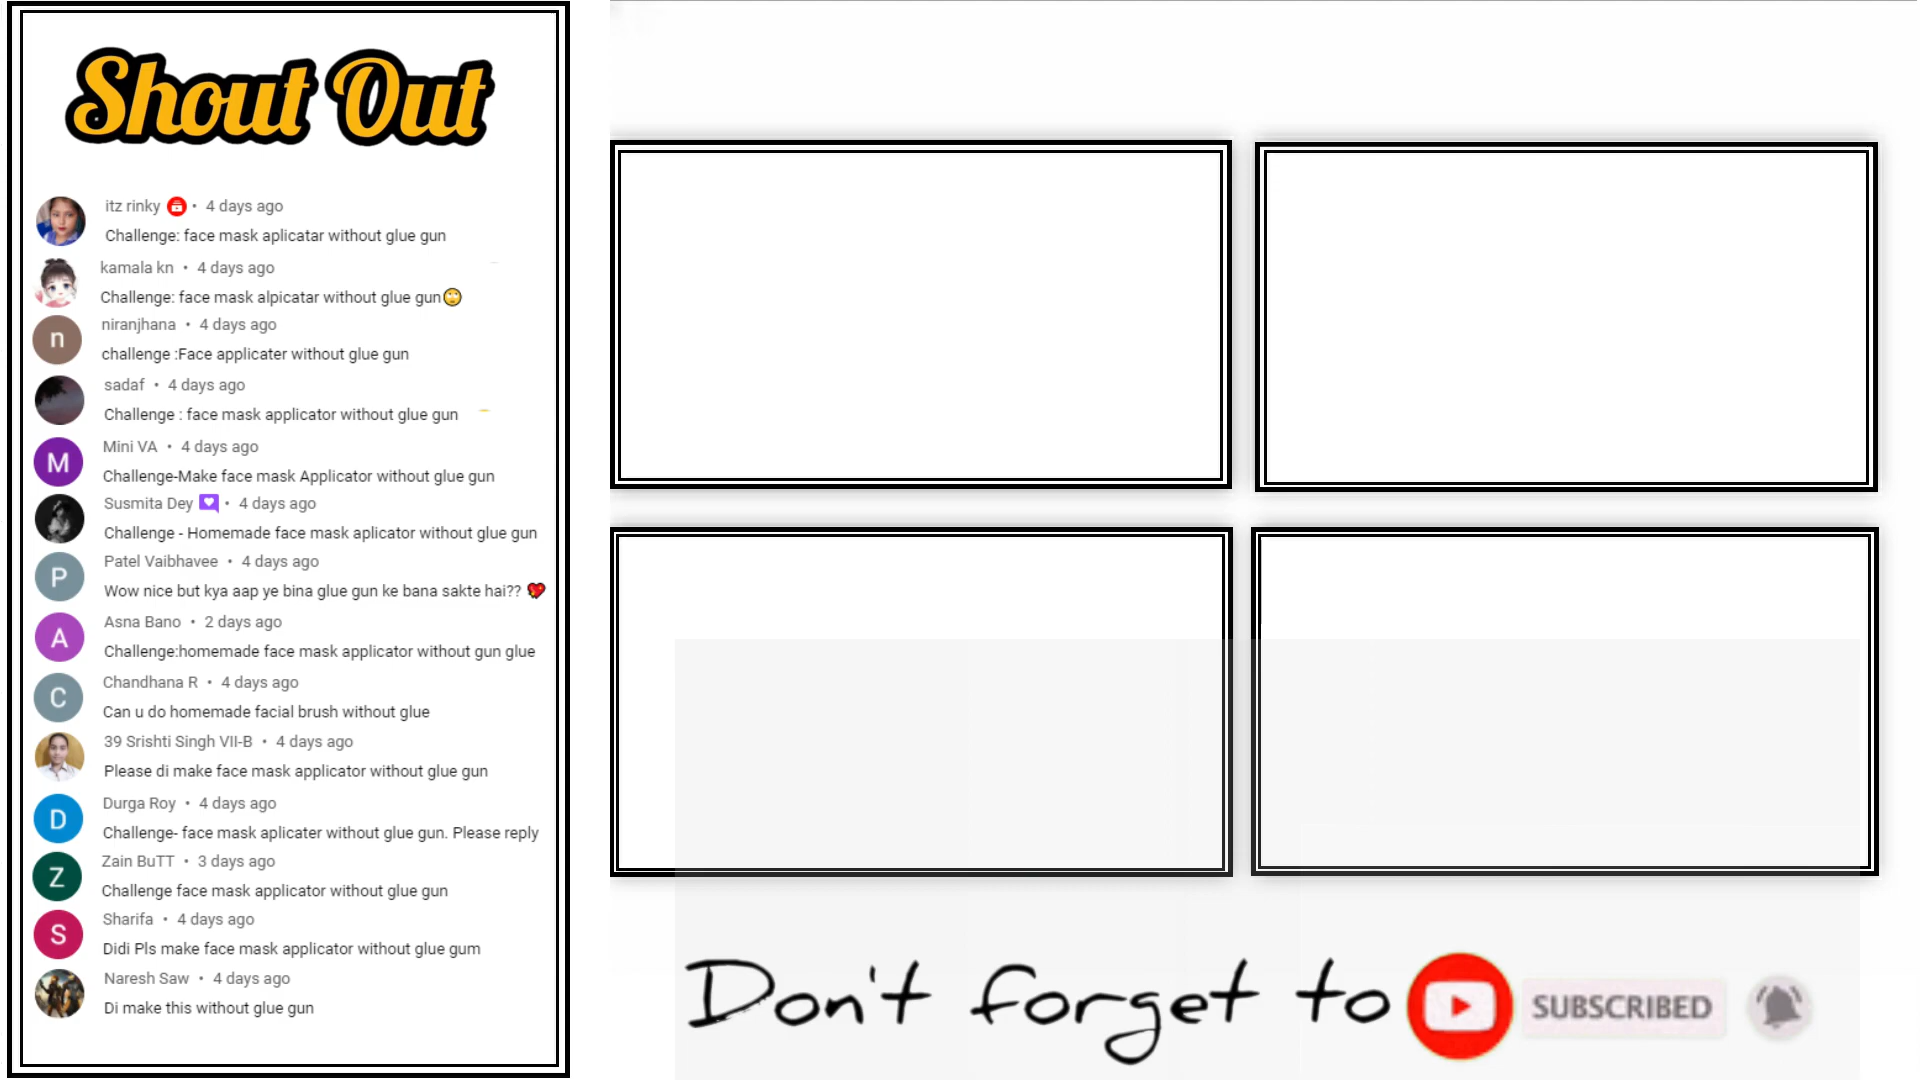 Shout Out
itz rinky • 4 days ago
Challenge: face mask aplicatar without glue gun
kamala kn • 4 days ago
Challenge: face mask alpicatar without glue gun🙄
niranjhana • 4 days ago
challenge :Face applicater without glue gun
sadaf • 4 days ago
Challenge : face mask applicator without glue gun
M
Mini VA • 4 days ago
Challenge-Make face mask Applicator without glue gun
Susmita Dey • 4 days ago
Challenge - Homemade face mask aplicator without glue gun
P
Patel Vaibhavee • 4 days ago
Wow nice but kya aap ye bina glue gun ke bana sakte hai?? 💖
A
Asna Bano • 2 days ago
Challenge:homemade face mask applicator without gun glue
C
Chandhana R • 4 days ago
Can u do homemade facial brush without glue
39 Srishti Singh VII-B • 4 days ago
Please di make face mask applicator without glue gun
D
Durga Roy • 4 days ago
Challenge- face mask aplicater without glue gun. Please reply
Z
Zain BuTT • 3 days ago
Challenge face mask applicator without glue gun
S
Sharifa • 4 days ago
Didi Pls make face mask applicator without glue gum
Naresh Saw • 4 days ago
Di make this without glue gun
n
Don't forget to
SUBSCRIBED